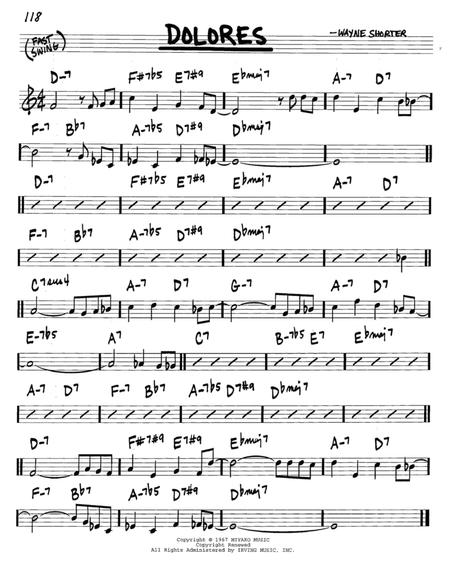 118
(FAST SWING)
DOLORES
-WAYNE SHORTER
D-7 F#7b5 E7#9 Ebmaj7 A-7 D7
F-7 Bb7 A-7b5 D7#9 Dbmaj7
D-7 F#7b5 E7#9 Ebmaj7 A-7 D7
F-7 Bb7 A-7b5 D7#9 Dbmaj7
C7sus4 A-7 D7 G-7 A-7 D7
E-7b5 A7 C7 B-7b5 E7 Ebmaj7
A-7 D7 F-7 Bb7 A-7b5 D7#9 Dbmaj7
D-7 F#7#9 E7#9 Ebmaj7 A-7 D7
F-7 Bb7 A-7b5 D7#9 Dbmaj7
Copyright © 1967 MIYAKO MUSIC
Copyright Renewed
All Rights Administered by IRVING MUSIC, INC.